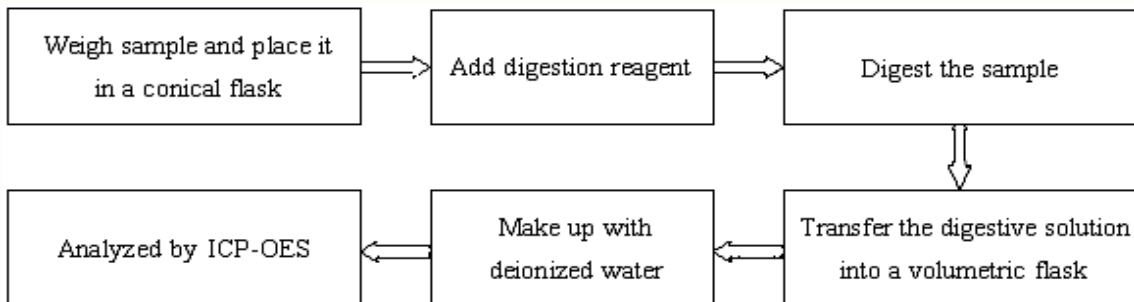 Weigh sample and place it
in a conical flask
Add digestion reagent
Digest the sample
Transfer the digestive solution
into a volumetric flask
Make up with
deionized water
Analyzed by ICP-OES